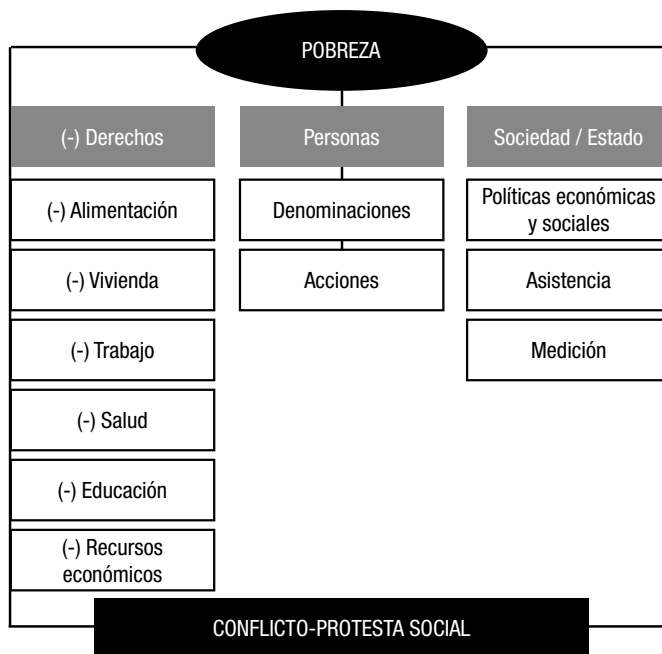 POBREZA
(-) Derechos
Personas
Sociedad / Estado
(-) Alimentación
Denominaciones
Políticas económicas
y sociales
(-) Vivienda
Acciones
Asistencia
(-) Trabajo
Medición
(-) Salud
(-) Educación
(-) Recursos
económicos
CONFLICTO-PROTESTA SOCIAL